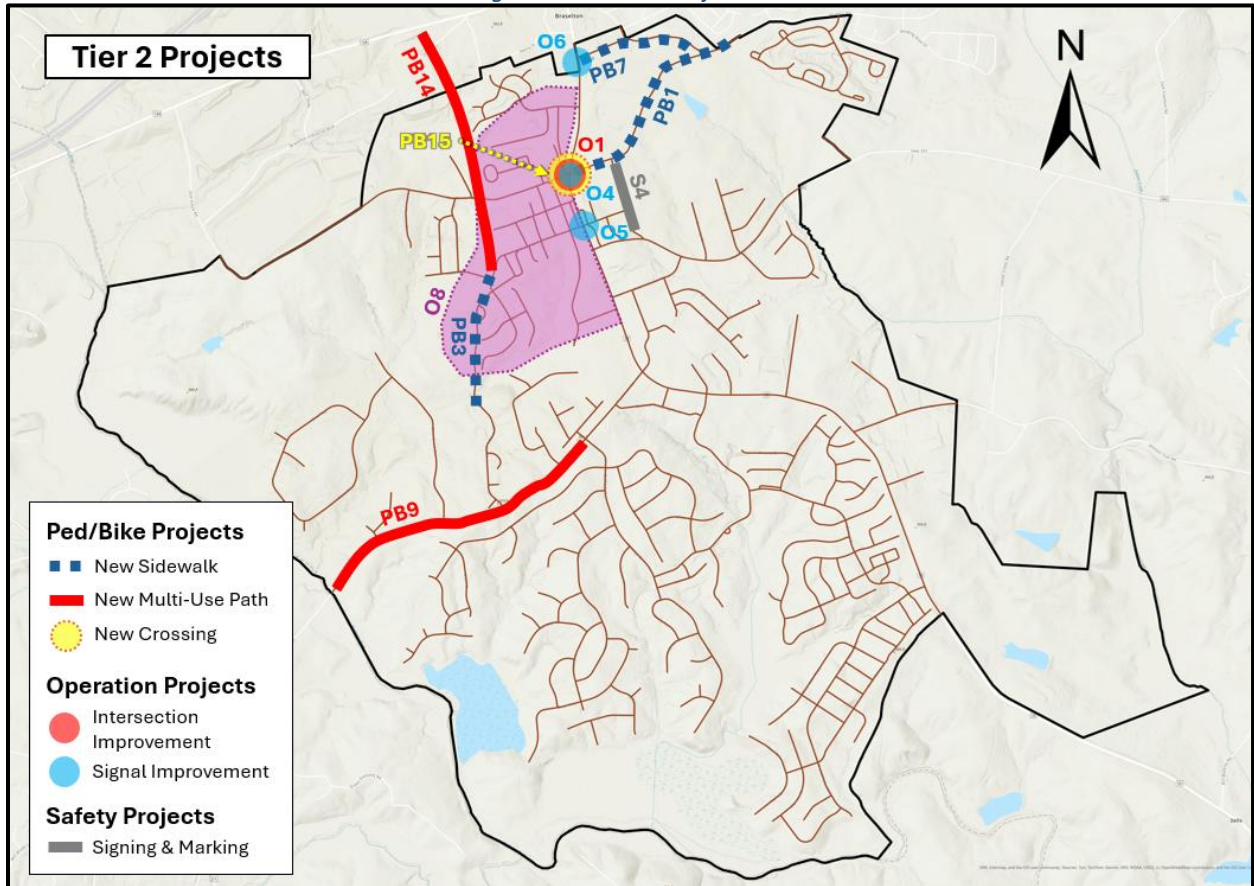 Tier 2 Projects
Braselton
N
O6
PB7
PB14
PB1
PB15
O1
S4
O4
O5
O8
PB3
PB9
Ped/Bike Projects
New Sidewalk
New Multi-Use Path
New Crossing
Operation Projects
Intersection
Improvement
Signal Improvement
Safety Projects
Signing & Marking